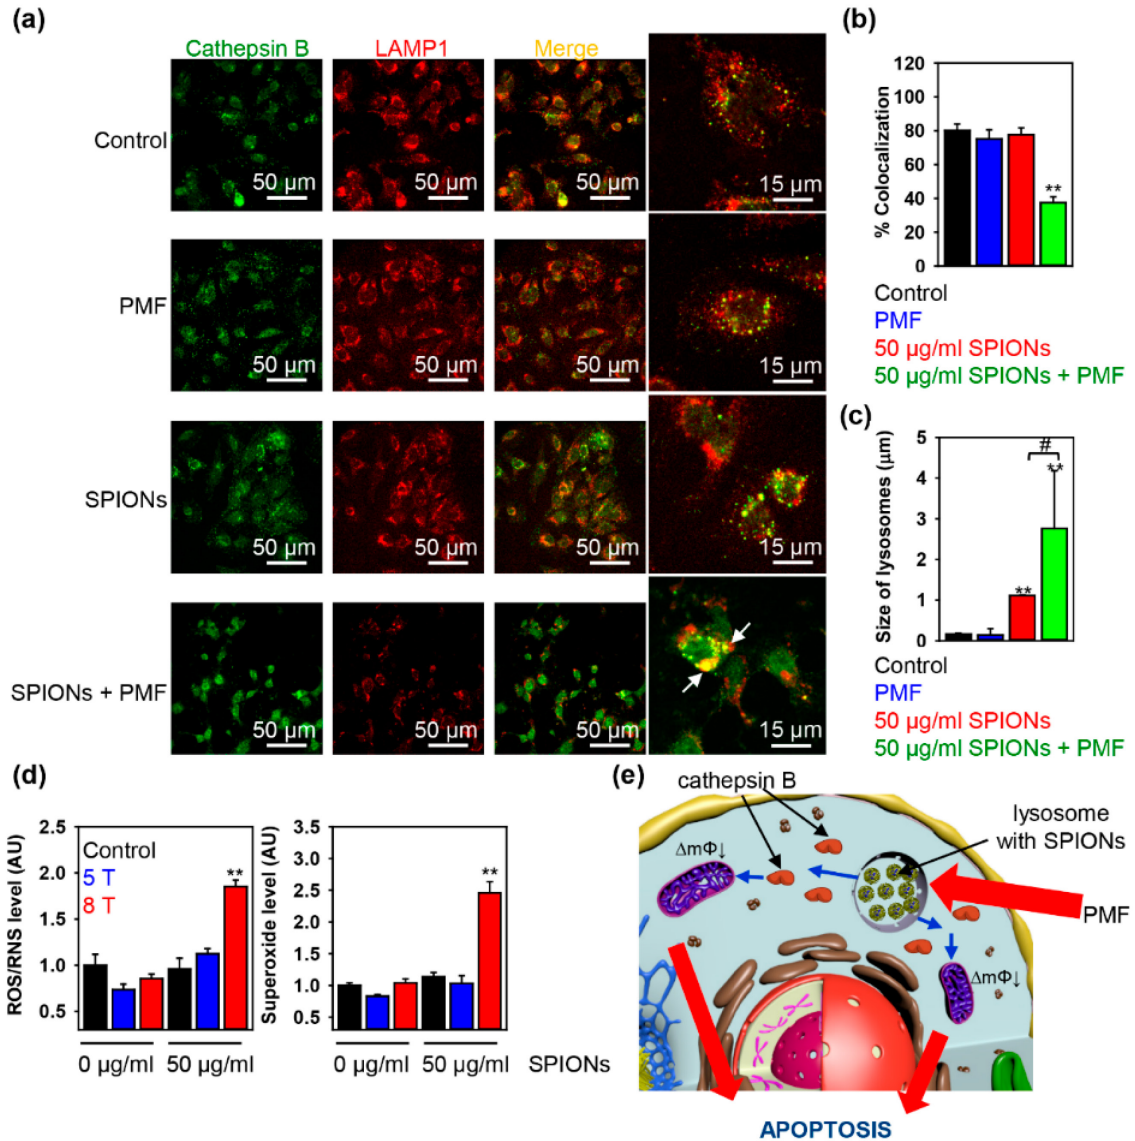 (a)
Cathepsin B LAMP1 Merge
Control
50 µm 50 µm 50 µm 15 µm
PMF
50 µm 50 µm 50 µm 15 µm
SPIONs
50 µm 50 µm 50 µm 15 µm
SPIONs + PMF
50 µm 50 µm 50 µm 15 µm
(b)
% Colocalization
120
100
80
60
40
20
0
**
Control
PMF
50 µg/ml SPIONs
50 µg/ml SPIONs + PMF
(c)
Size of lysosomes (µm)
5
4
3
2
1
0
#
**
**
Control
PMF
50 µg/ml SPIONs
50 µg/ml SPIONs + PMF
(d)
ROS/RNS level (AU)
2.5
2.0
1.5
1.0
0.5
Control
5 T
8 T
**
0 µg/ml 50 µg/ml
Superoxide level (AU)
3.5
3.0
2.5
2.0
1.5
1.0
0.5
**
0 µg/ml 50 µg/ml SPIONs
(e)
cathepsin B
lysosome
with SPIONs
ΔmΦ↓
PMF
ΔmΦ↓
APOPTOSIS